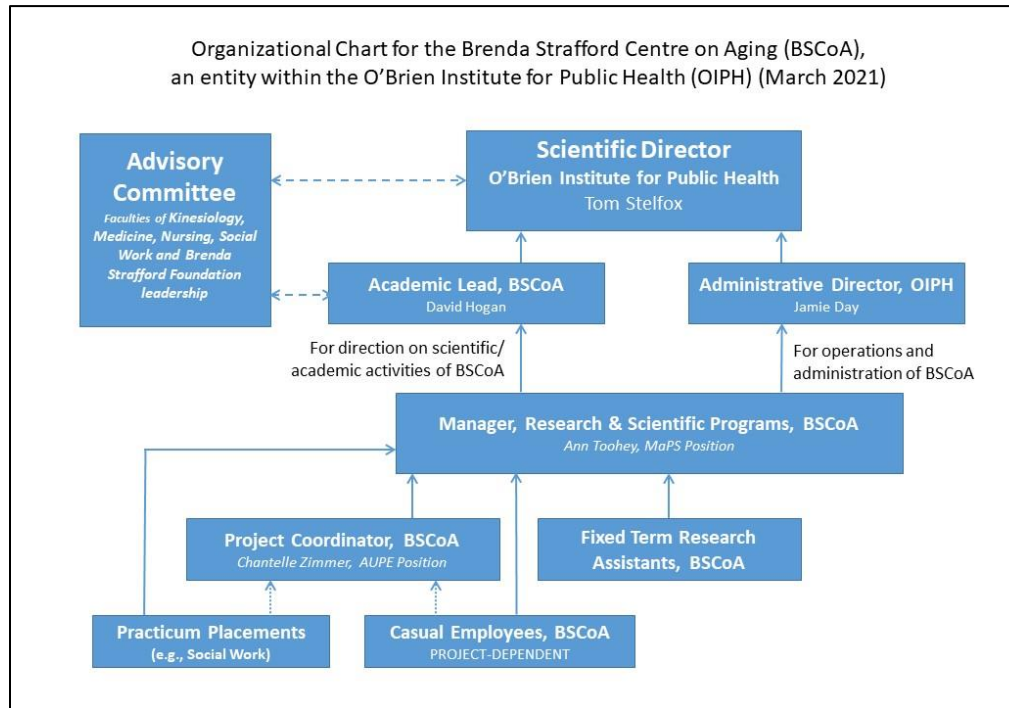 Organizational Chart for the Brenda Strafford Centre on Aging (BSCoA),
an entity within the O'Brien Institute for Public Health (OIPH) (March 2021)
Advisory
Committee
Faculties of Kinesiology,
Medicine, Nursing, Social
Work and Brenda
Strafford Foundation
leadership
Scientific Director
O'Brien Institute for Public Health
Tom Stelfox
Academic Lead, BSCoA
David Hogan
Administrative Director, OIPH
Jamie Day
For direction on scientific/
academic activities of BSCoA
For operations and
administration of BSCoA
Manager, Research & Scientific Programs, BSCoA
Ann Toohey, MaPS Position
Project Coordinator, BSCoA
Chantelle Zimmer, AUPE Position
Fixed Term Research
Assistants, BSCoA
Practicum Placements
(e.g., Social Work)
Casual Employees, BSCoA
PROJECT-DEPENDENT